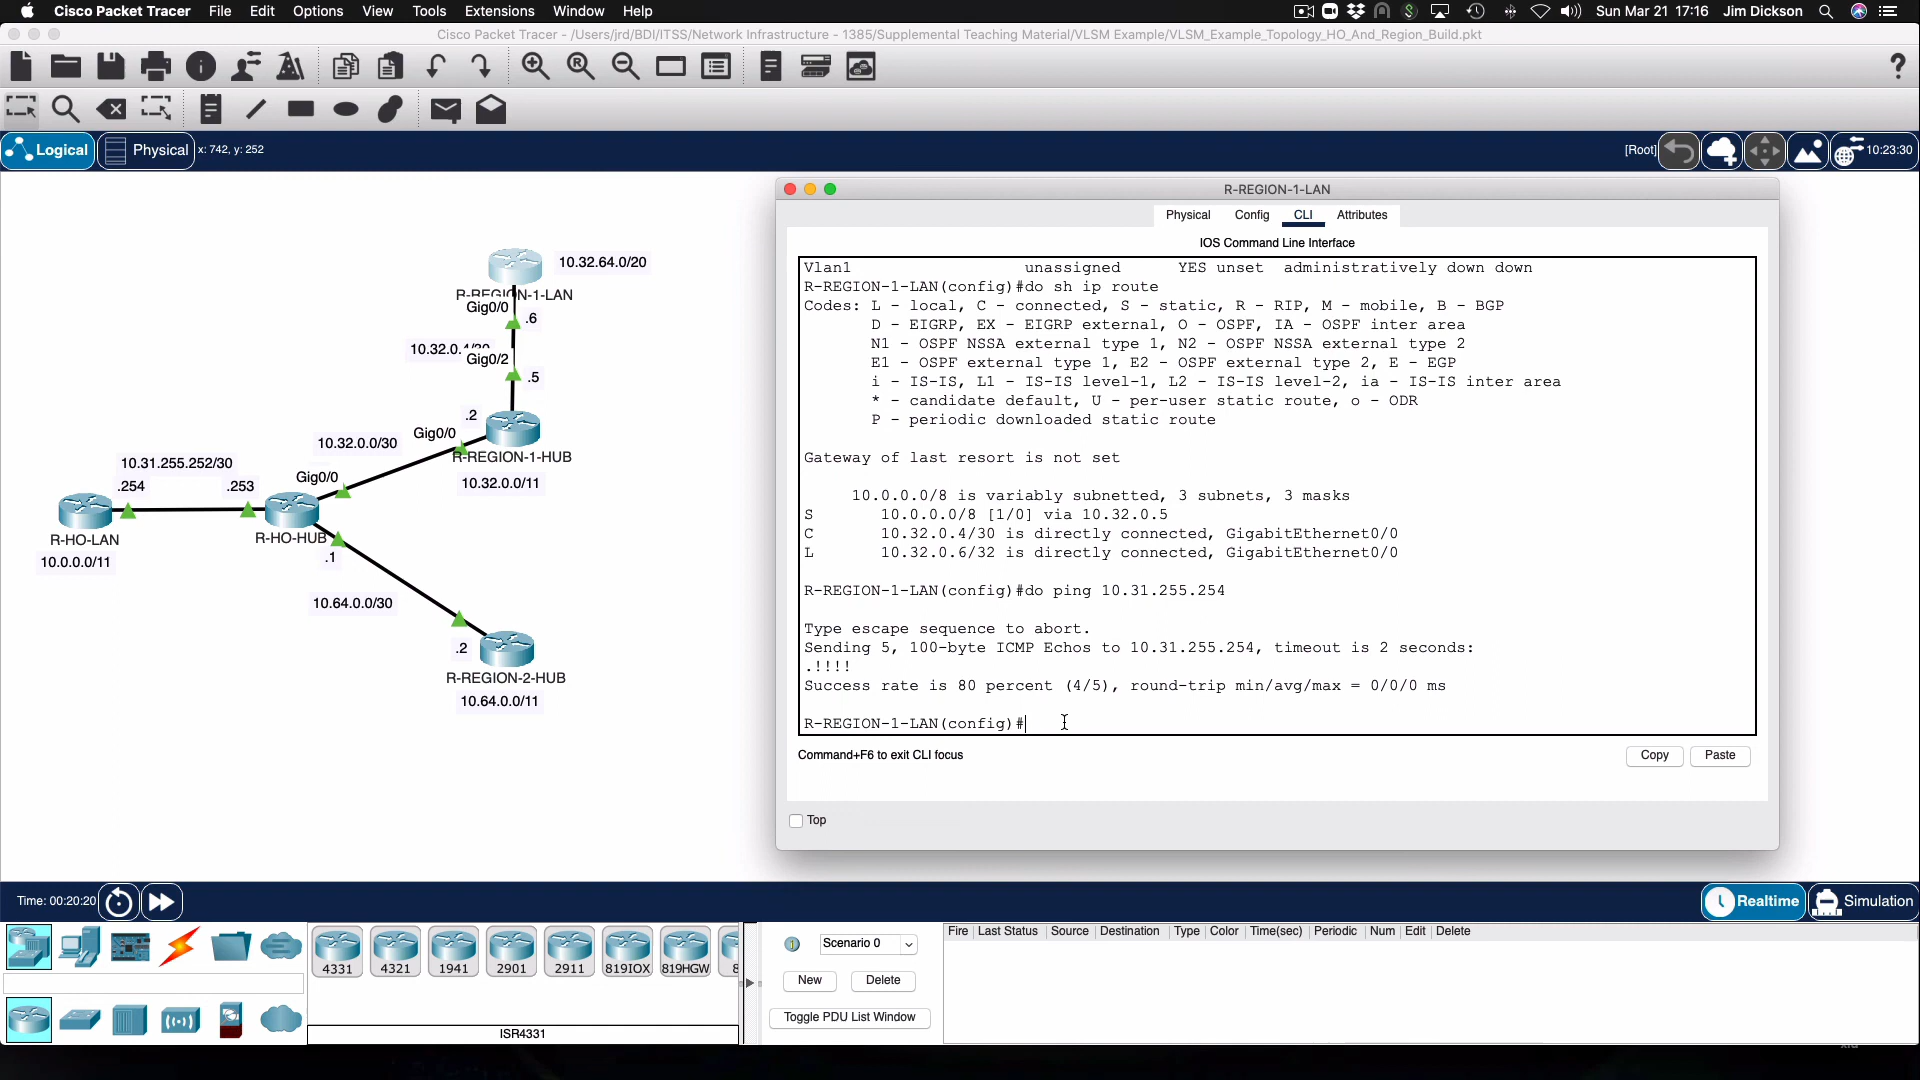 Cisco Packet Tracer File Edit Options View Tools Extensions Window Help Sun Mar 21 17:16 Jim Dickson
Cisco Packet Tracer - /Users/jrd/BDI/ITSS/Network Infrastructure - 1385/Supplemental Teaching Material/VLSM Example/VLSM_Example_Topology_HO_And_Region_Build.pkt
Logical Physical x: 742, y: 252 [Root] 10:23:30
10.32.64.0/20
R-REGION-1-LAN
Gig0/0
.6
10.32.0.4/30
Gig0/2
.5
.2
Gig0/0
10.32.0.0/30
R-REGION-1-HUB
10.32.0.0/11
10.31.255.252/30
.254
.253
Gig0/0
R-HO-LAN
10.0.0.0/11
R-HO-HUB
.1
10.64.0.0/30
.2
R-REGION-2-HUB
10.64.0.0/11
R-REGION-1-LAN
Physical Config CLI Attributes
IOS Command Line Interface
Vlan1 unassigned YES unset administratively down down
R-REGION-1-LAN(config)#do sh ip route
Codes: L - local, C - connected, S - static, R - RIP, M - mobile, B - BGP
D - EIGRP, EX - EIGRP external, O - OSPF, IA - OSPF inter area
N1 - OSPF NSSA external type 1, N2 - OSPF NSSA external type 2
E1 - OSPF external type 1, E2 - OSPF external type 2, E - EGP
i - IS-IS, L1 - IS-IS level-1, L2 - IS-IS level-2, ia - IS-IS inter area
* - candidate default, U - per-user static route, o - ODR
P - periodic downloaded static route
Gateway of last resort is not set
10.0.0.0/8 is variably subnetted, 3 subnets, 3 masks
S 10.0.0.0/8 [1/0] via 10.32.0.5
C 10.32.0.4/30 is directly connected, GigabitEthernet0/0
L 10.32.0.6/32 is directly connected, GigabitEthernet0/0
R-REGION-1-LAN(config)#do ping 10.31.255.254
Type escape sequence to abort.
Sending 5, 100-byte ICMP Echos to 10.31.255.254, timeout is 2 seconds:
.!!!!
Success rate is 80 percent (4/5), round-trip min/avg/max = 0/0/0 ms
R-REGION-1-LAN(config)#
Command+F6 to exit CLI focus
Copy Paste
Top
Time: 00:20:20 Realtime Simulation
4331 4321 1941 2901 2911 819IOX 819HGW 8
ISR4331
Scenario 0
New Delete
Toggle PDU List Window
Fire Last Status Source Destination Type Color Time(sec) Periodic Num Edit Delete